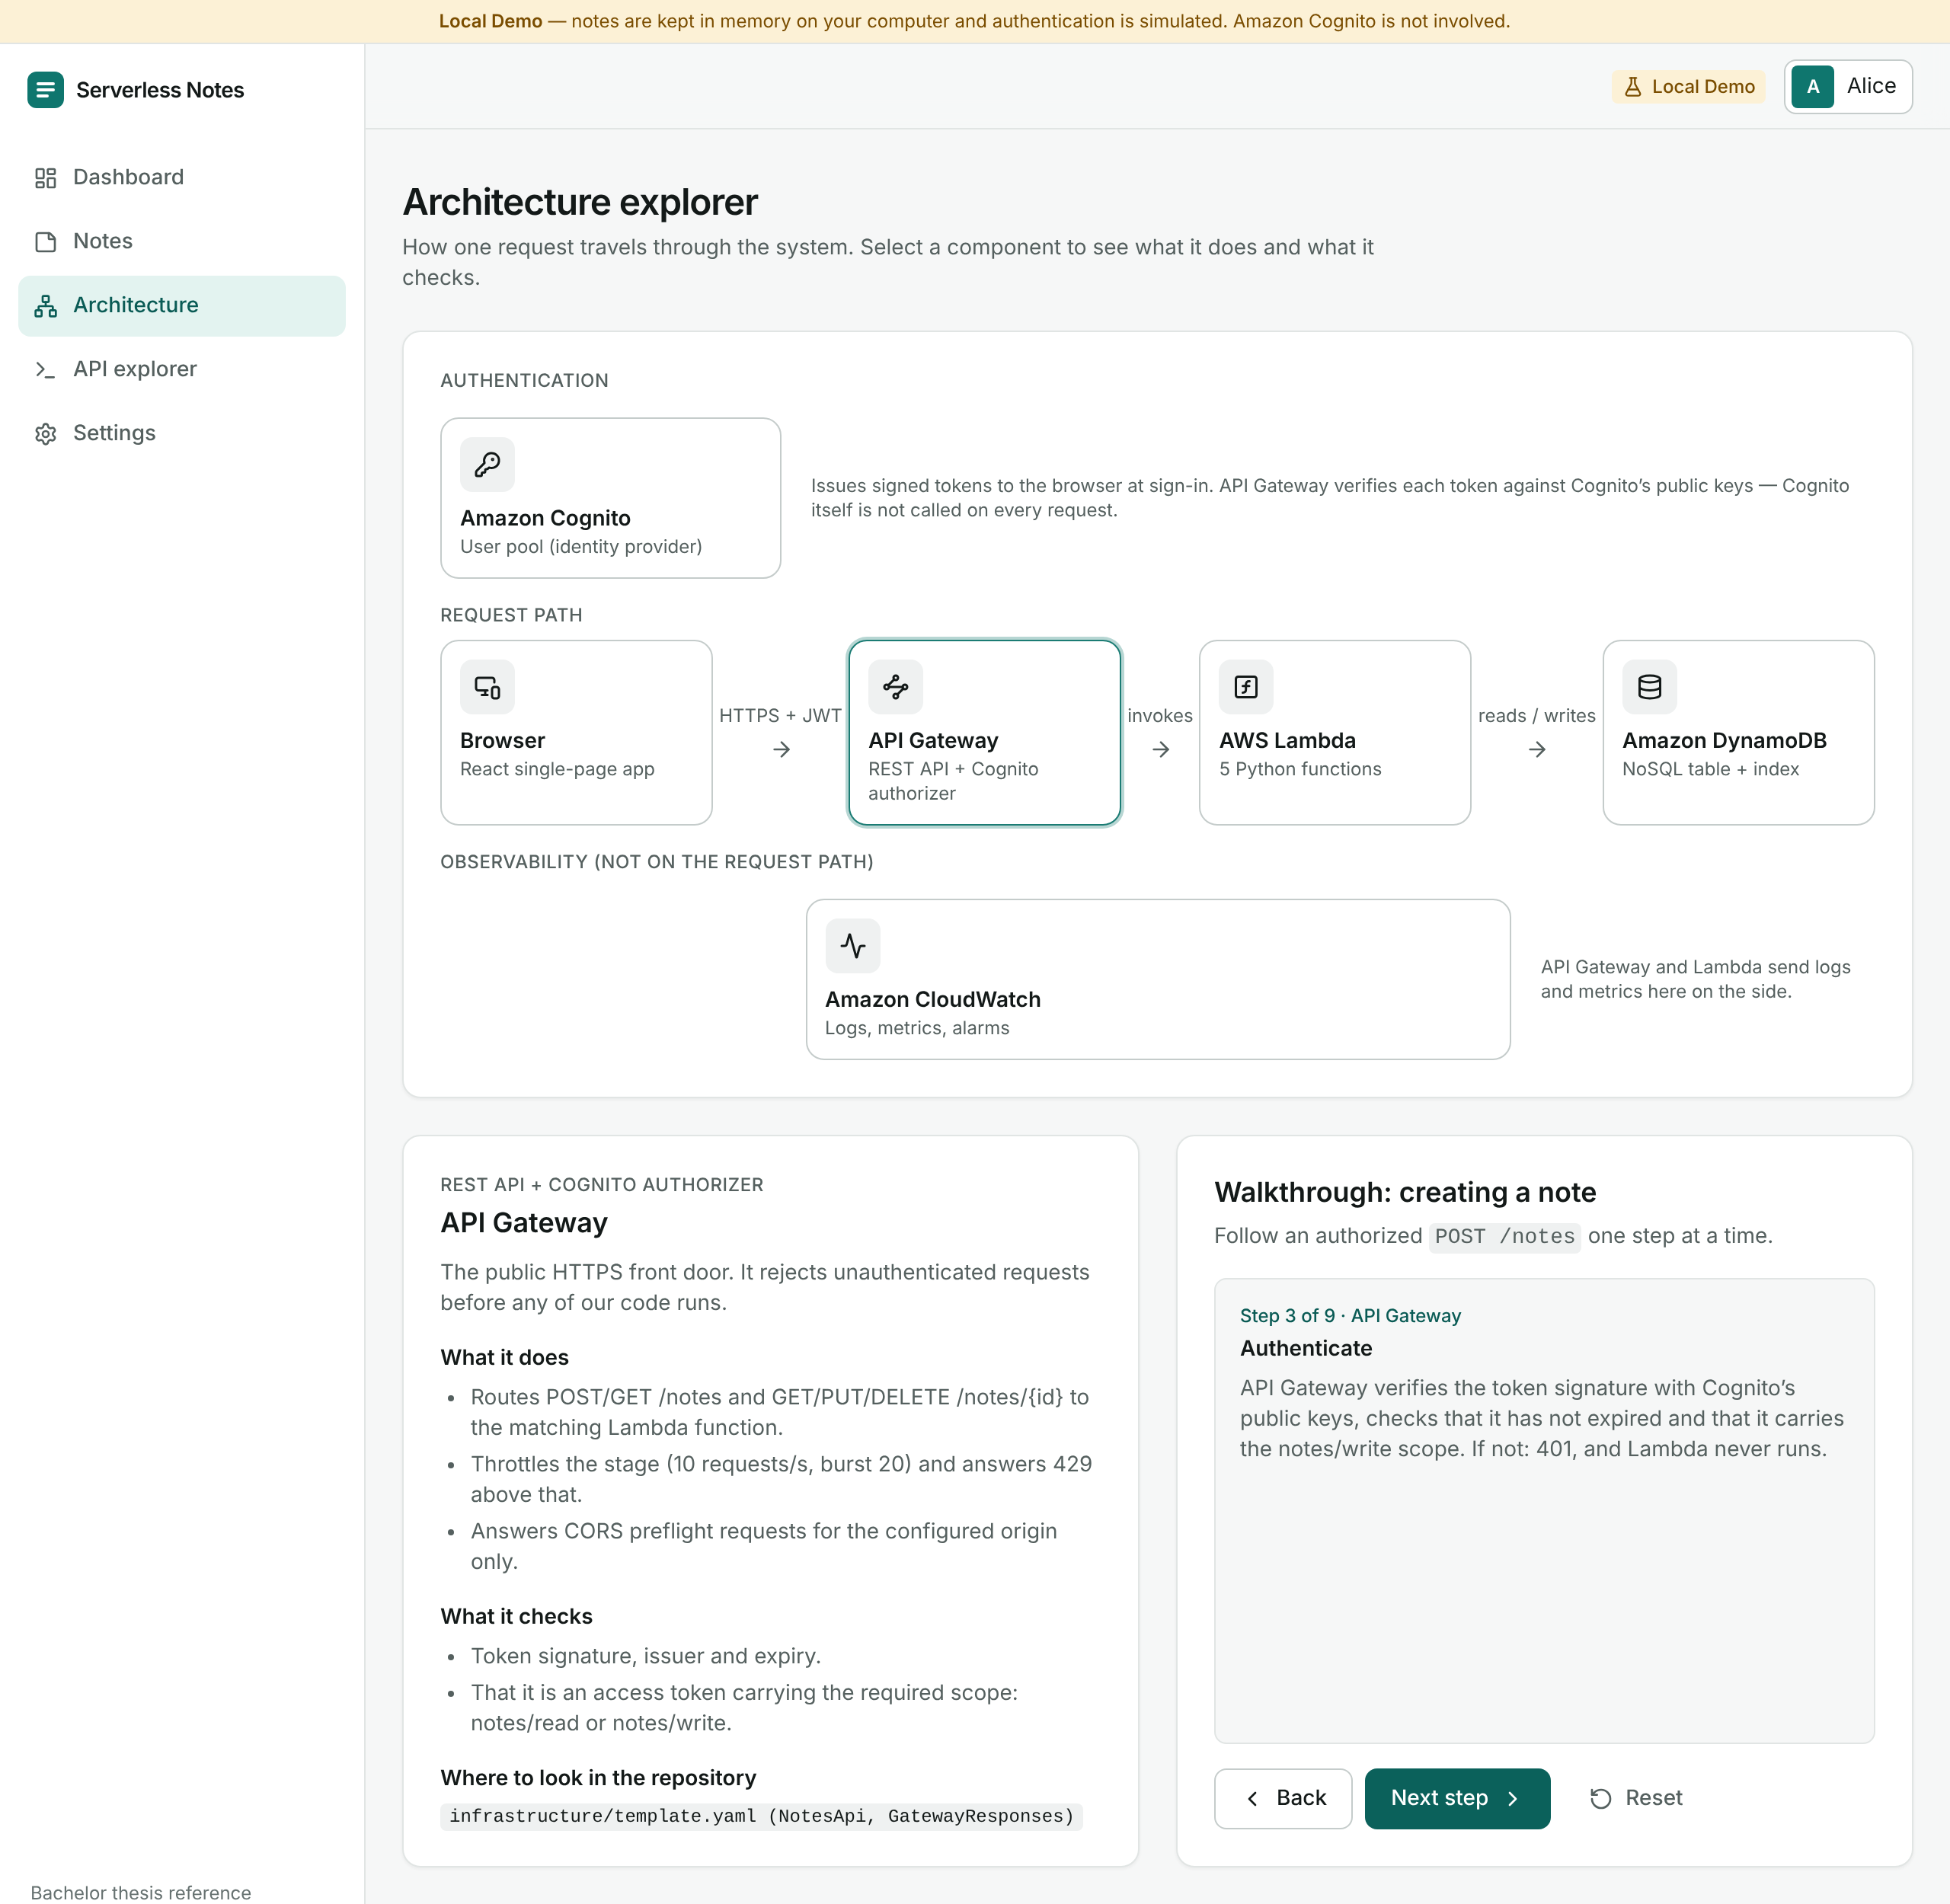 Local Demo — notes are kept in memory on your computer and authentication is simulated. Amazon Cognito is not involved.
Serverless Notes
Local Demo
A
Alice
Dashboard
Notes
Architecture
API explorer
Settings
Architecture explorer
How one request travels through the system. Select a component to see what it does and what it
checks.
AUTHENTICATION
Amazon Cognito
User pool (identity provider)
Issues signed tokens to the browser at sign-in. API Gateway verifies each token against Cognito’s public keys — Cognito
itself is not called on every request.
REQUEST PATH
Browser
React single-page app
HTTPS + JWT
API Gateway
REST API + Cognito
authorizer
invokes
AWS Lambda
5 Python functions
reads / writes
Amazon DynamoDB
NoSQL table + index
OBSERVABILITY (NOT ON THE REQUEST PATH)
Amazon CloudWatch
Logs, metrics, alarms
API Gateway and Lambda send logs
and metrics here on the side.
REST API + COGNITO AUTHORIZER
API Gateway
The public HTTPS front door. It rejects unauthenticated requests
before any of our code runs.
What it does
• Routes POST/GET /notes and GET/PUT/DELETE /notes/{id} to
the matching Lambda function.
• Throttles the stage (10 requests/s, burst 20) and answers 429
above that.
• Answers CORS preflight requests for the configured origin
only.
What it checks
• Token signature, issuer and expiry.
• That it is an access token carrying the required scope:
notes/read or notes/write.
Where to look in the repository
infrastructure/template.yaml (NotesApi, GatewayResponses)
Walkthrough: creating a note
Follow an authorized POST /notes one step at a time.
Step 3 of 9 · API Gateway
Authenticate
API Gateway verifies the token signature with Cognito’s
public keys, checks that it has not expired and that it carries
the notes/write scope. If not: 401, and Lambda never runs.
Back
Next step
Reset
Bachelor thesis reference